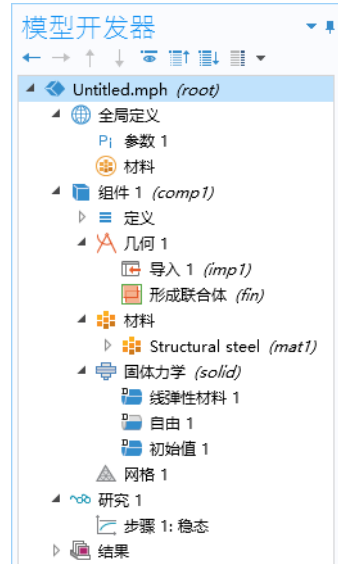 模型开发器
Untitled.mph (root)
全局定义
Pi 参数 1
材料
组件 1 (comp1)
定义
几何 1
导入 1 (imp1)
形成联合体 (fin)
材料
Structural steel (mat1)
固体力学 (solid)
线弹性材料 1
自由 1
初始值 1
网格 1
研究 1
步骤 1: 稳态
结果